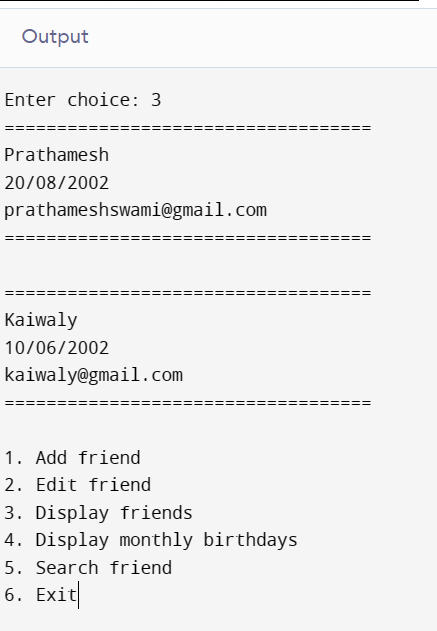 Output
Enter choice: 3
===================================
Prathamesh
20/08/2002
prathameshswami@gmail.com
===================================
===================================
Kaiwaly
10/06/2002
kaiwaly@gmail.com
===================================
1. Add friend
2. Edit friend
3. Display friends
4. Display monthly birthdays
5. Search friend
6. Exit